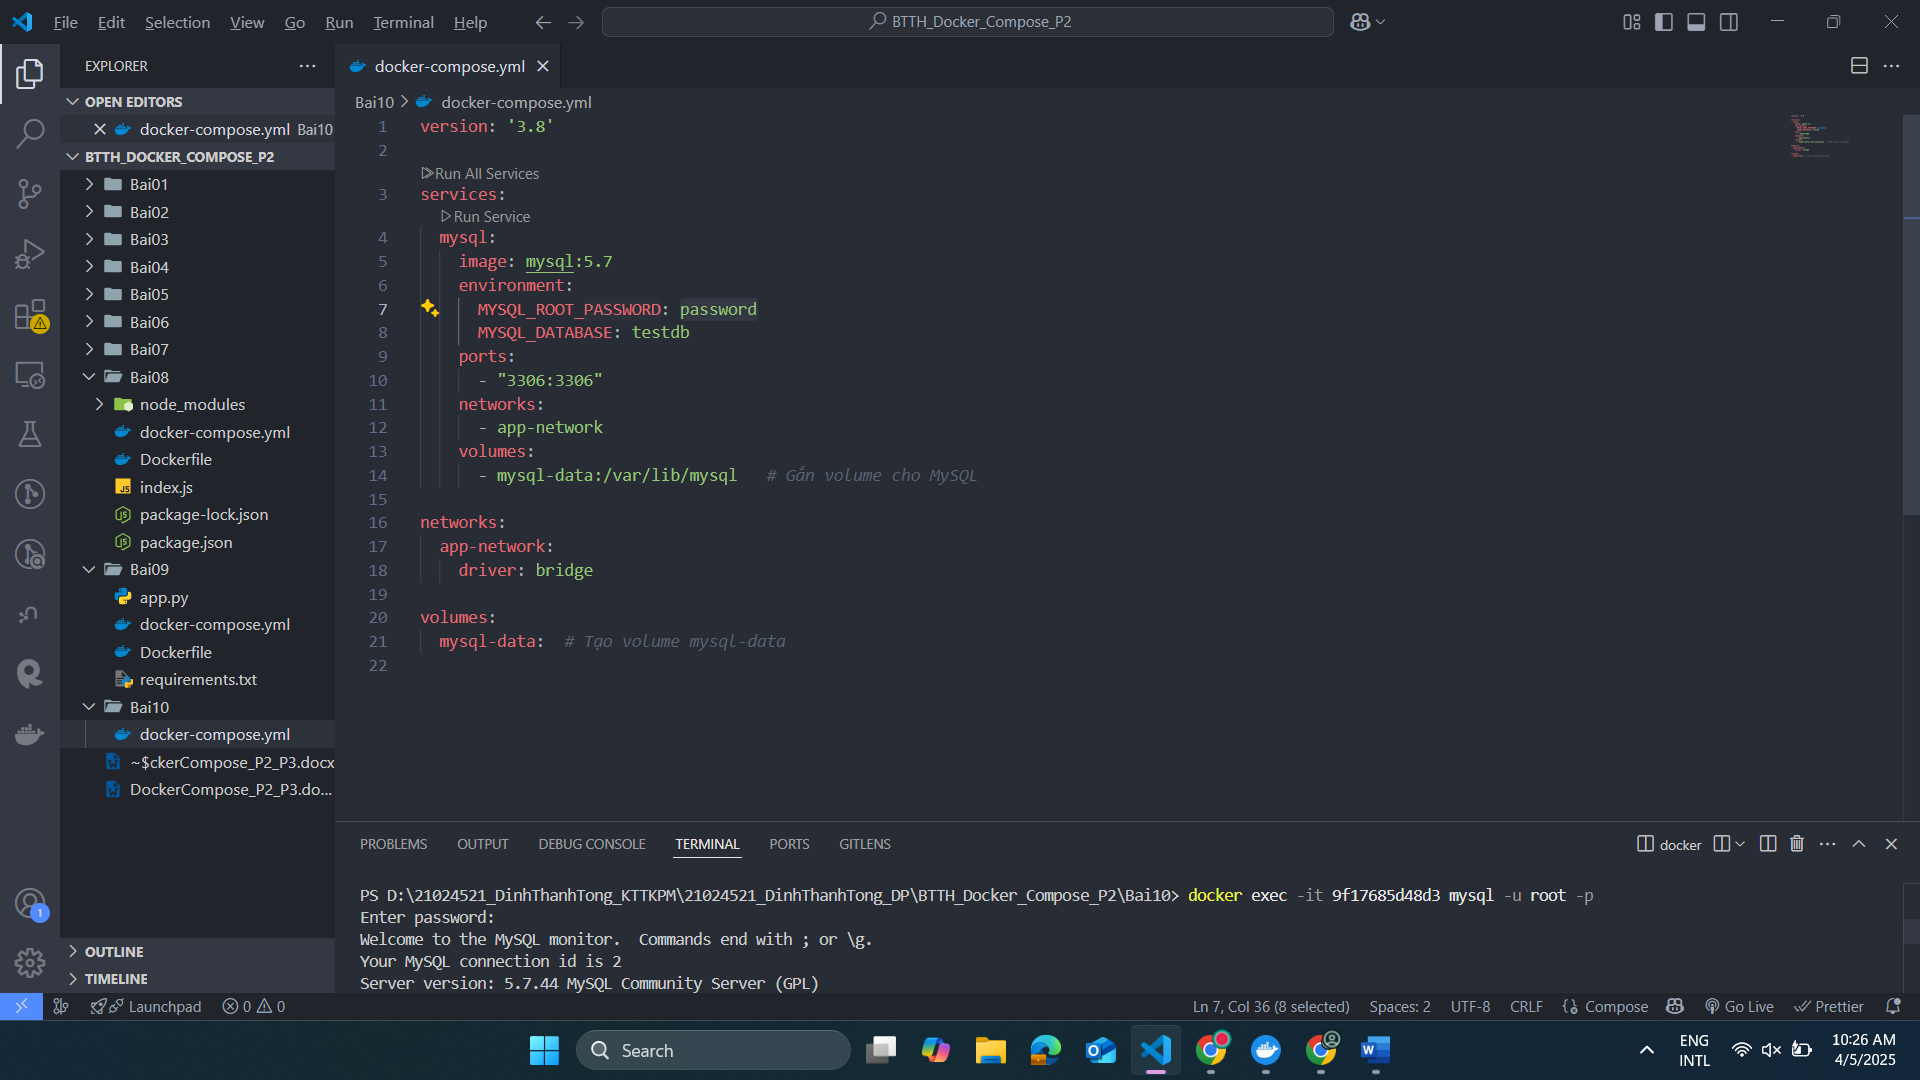 File Edit Selection View Go Run Terminal Help
BTTH_Docker_Compose_P2
EXPLORER
OPEN EDITORS
docker-compose.yml Bai10
BTTH_DOCKER_COMPOSE_P2
Bai01
Bai02
Bai03
Bai04
Bai05
Bai06
Bai07
Bai08
node_modules
docker-compose.yml
Dockerfile
index.js
package-lock.json
package.json
Bai09
app.py
docker-compose.yml
Dockerfile
requirements.txt
Bai10
docker-compose.yml
~$ckerCompose_P2_P3.docx
DockerCompose_P2_P3.do...
OUTLINE
TIMELINE
docker-compose.yml
Bai10 > docker-compose.yml
1 version: '3.8'
2
Run All Services
3 services:
Run Service
4 mysql:
5 image: mysql:5.7
6 environment:
7 MYSQL_ROOT_PASSWORD: password
8 MYSQL_DATABASE: testdb
9 ports:
10 - "3306:3306"
11 networks:
12 - app-network
13 volumes:
14 - mysql-data:/var/lib/mysql # Gắn volume cho MySQL
15
16 networks:
17 app-network:
18 driver: bridge
19
20 volumes:
21 mysql-data: # Tạo volume mysql-data
22
PROBLEMS OUTPUT DEBUG CONSOLE TERMINAL PORTS GITLENS
docker
PS D:\21024521_DinhThanhTong_KTTKPM\21024521_DinhThanhTong_DP\BTTH_Docker_Compose_P2\Bai10> docker exec -it 9f17685d48d3 mysql -u root -p
Enter password:
Welcome to the MySQL monitor.  Commands end with ; or \g.
Your MySQL connection id is 2
Server version: 5.7.44 MySQL Community Server (GPL)
1
Launchpad 0 0
Ln 7, Col 36 (8 selected) Spaces: 2 UTF-8 CRLF Compose Go Live Prettier
Search
ENG
INTL
10:26 AM
4/5/2025